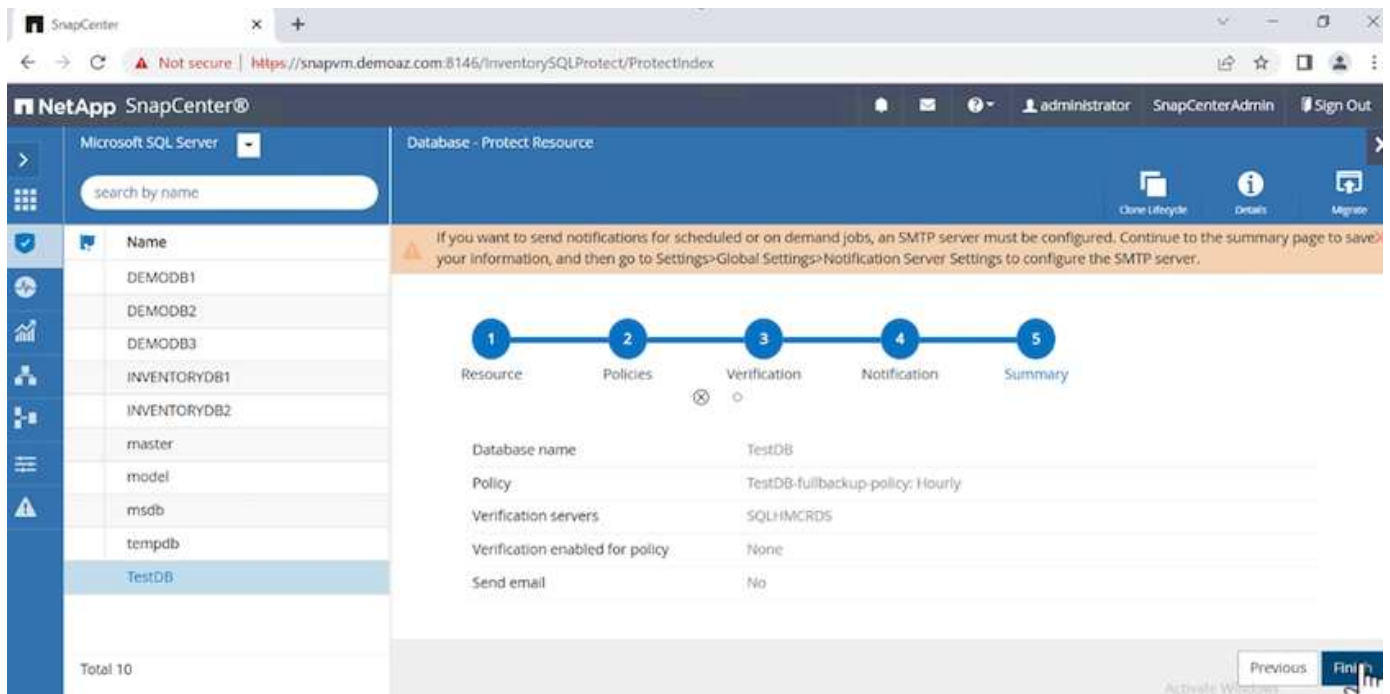 SnapCenter
Not secure | https://snapvm.demoaz.com:8146/InventorySQLProtect/ProtectIndex
NetApp SnapCenter®
administrator SnapCenterAdmin Sign Out
Microsoft SQL Server
search by name
Database - Protect Resource
Clone Lifecycle Details Migrate
If you want to send notifications for scheduled or on demand jobs, an SMTP server must be configured. Continue to the summary page to save
your information, and then go to Settings>Global Settings>Notification Server Settings to configure the SMTP server.
Name
DEMODB1
DEMODB2
DEMODB3
INVENTORYDB1
INVENTORYDB2
master
model
msdb
tempdb
TestDB
Total 10
1 2 3 4 5
Resource Policies Verification Notification Summary
Database name TestDB
Policy TestDB-fullbackup-policy: Hourly
Verification servers SQLHMCRDS
Verification enabled for policy None
Send email No
Previous Finish
Activate Windows